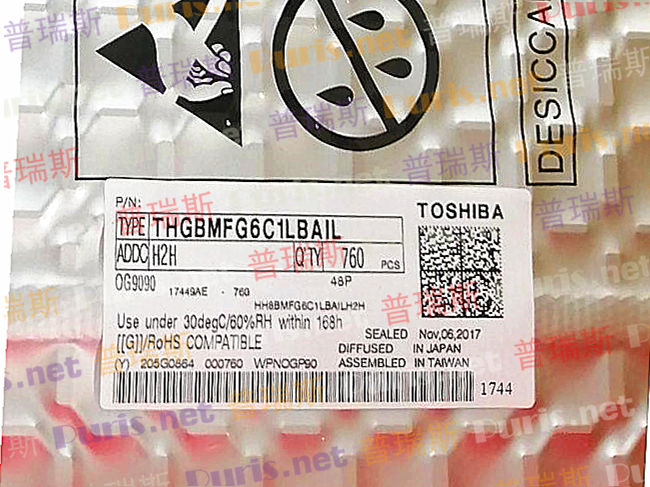 DESICCA
P/N:
TOSHIBA
TYPE THGBMFG6C1LBAIL
ADDC H2H Q'TY 760 PCS
OG9090 48P
17449AE - 760
HH8BMFG6C1LBAILH2H
Use under 30degC/60%RH within 168h
[[G]]/RoHS COMPATIBLE
SEALED Nov,06,2017
DIFFUSED IN JAPAN
(Y) 205G0864 000760 WPNOGP90 ASSEMBLED IN TAIWAN
1744
普瑞斯
Puris.net